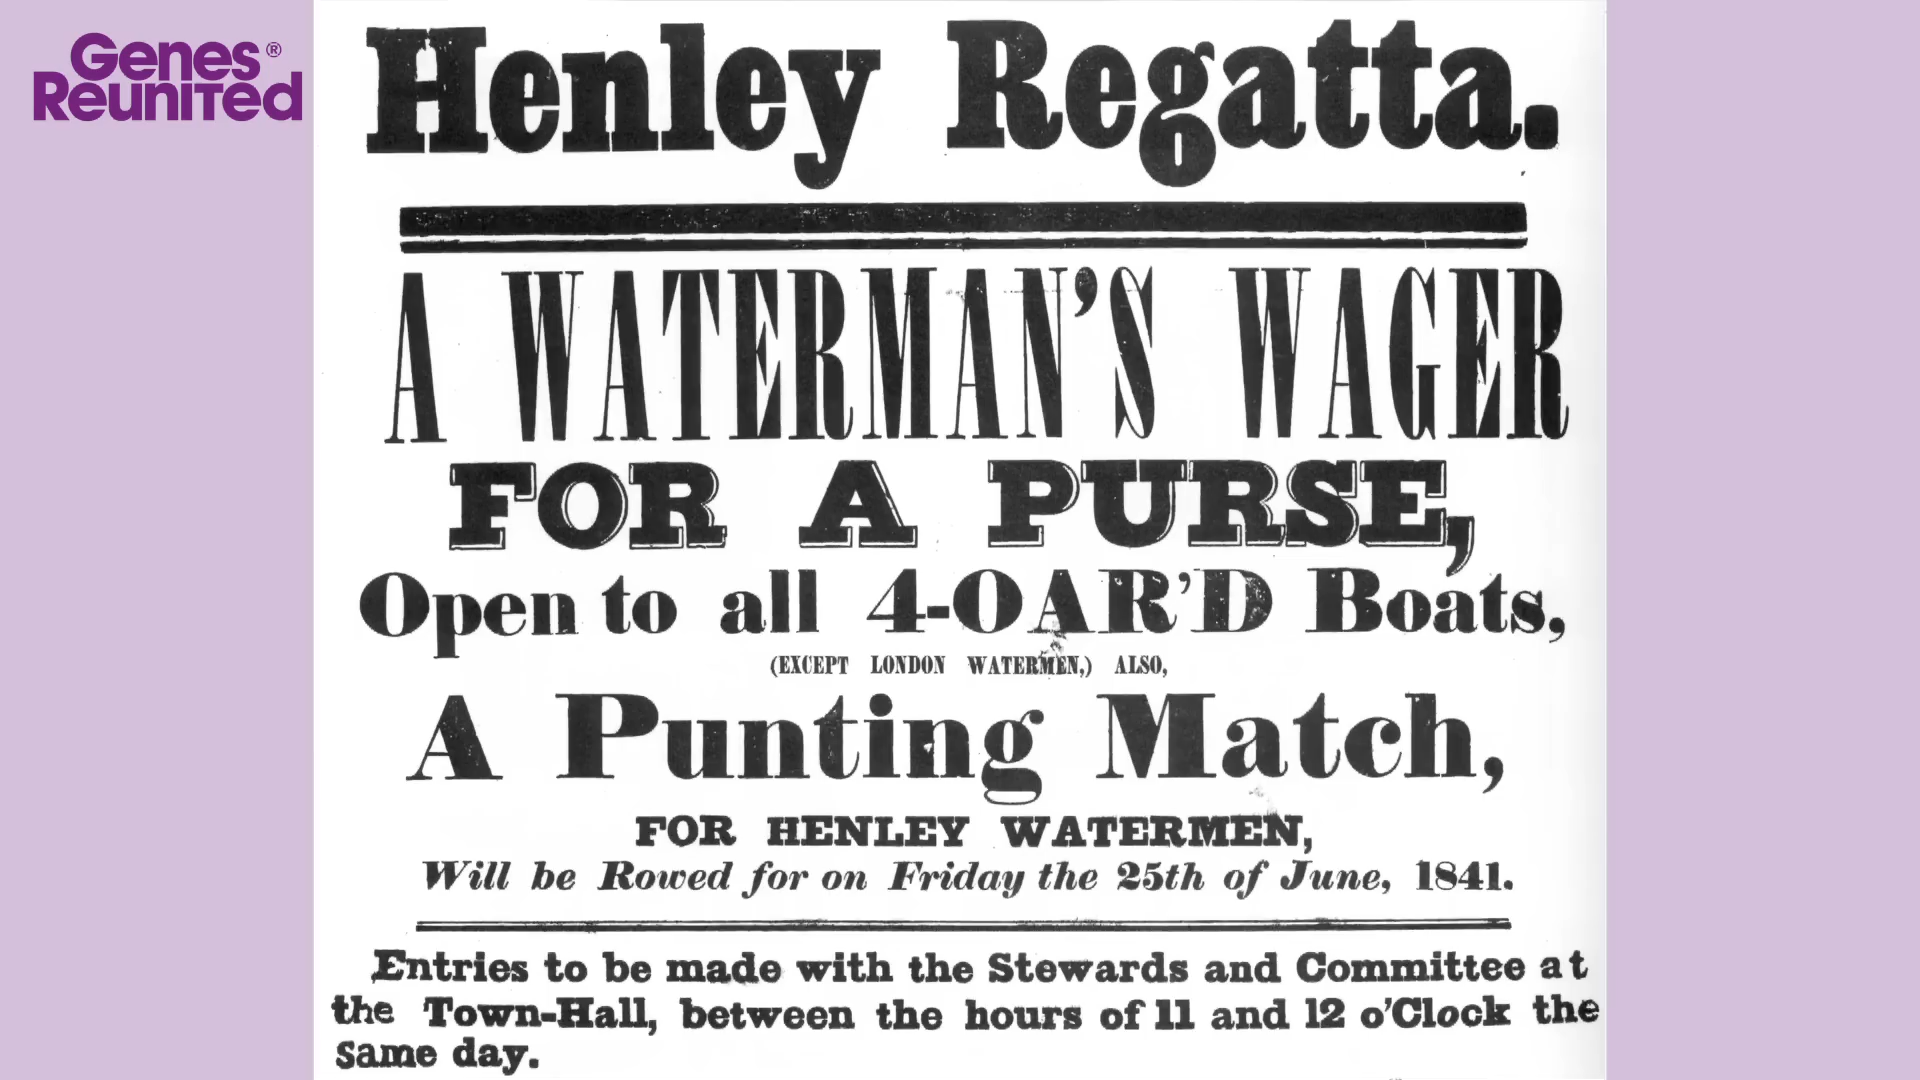 Genes®
Reunited
Henley Regatta.
A WATERMAN'S WAGER
FOR A PURSE,
Open to all 4-OAR'D Boats,
(EXCEPT LONDON WATERMEN,) ALSO,
A Punting Match,
FOR HENLEY WATERMEN,
Will be Rowed for on Friday the 25th of June, 1841.
Entries to be made with the Stewards and Committee at
the Town-Hall, between the hours of 11 and 12 o'Clock the
same day.